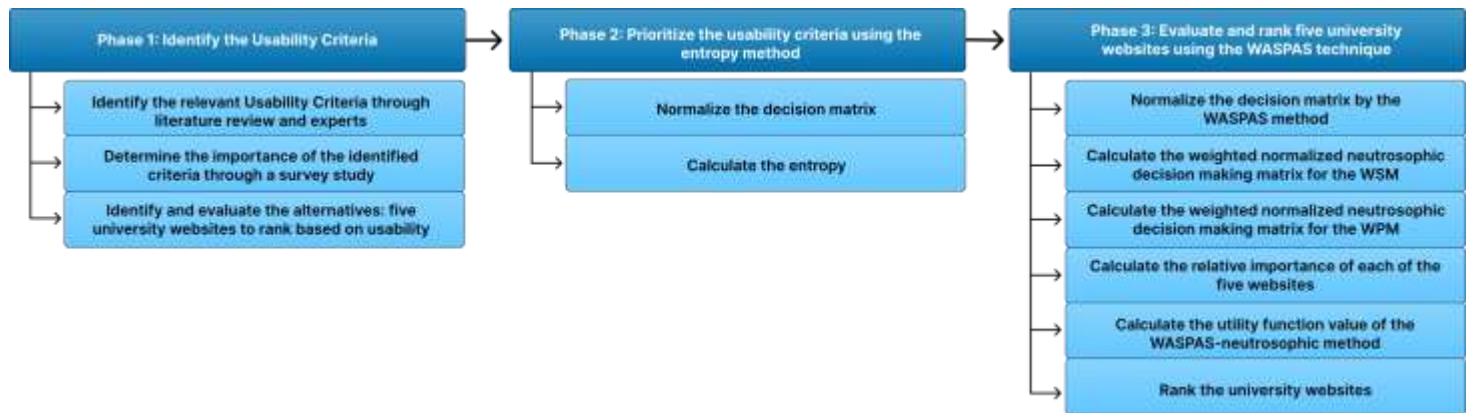 Phase 1: Identify the Usability Criteria
Identify the relevant Usability Criteria through
literature review and experts
Determine the importance of the identified
criteria through a survey study
Identify and evaluate the alternatives: five
university websites to rank based on usability
Phase 2: Prioritize the usability criteria using the
entropy method
Normalize the decision matrix
Calculate the entropy
Phase 3: Evaluate and rank five university
websites using the WASPAS technique
Normalize the decision matrix by the
WASPAS method
Calculate the weighted normalized neutrosophic
decision making matrix for the WSM
Calculate the weighted normalized neutrosophic
decision making matrix for the WPM
Calculate the relative importance of each of the
five websites
Calculate the utility function value of the
WASPAS-neutrosophic method
Rank the university websites